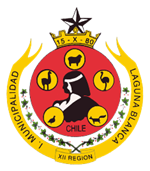 15 - X - 80
I. MUNICIPALIDAD
LAGUNA BLANCA
CHILE
XII REGION